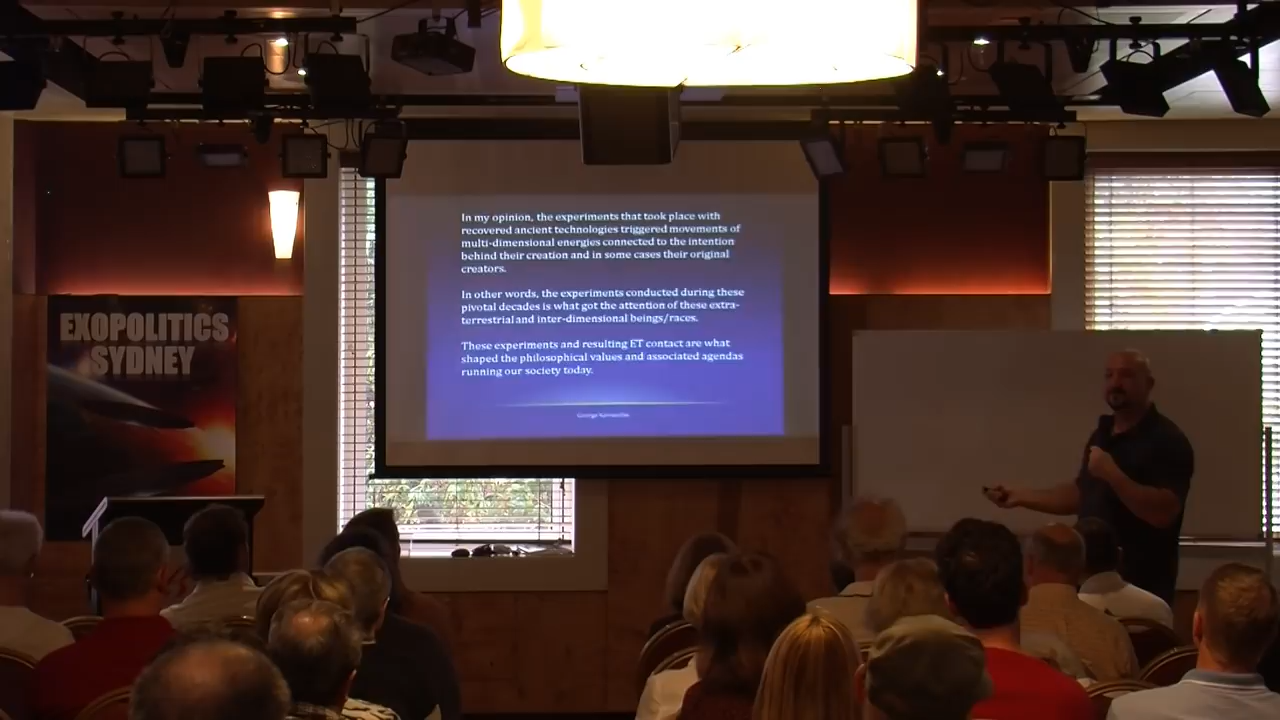 EXOPOLITICS
SYDNEY
In my opinion, the experiments that took place with
recovered ancient technologies triggered movements of
multi-dimensional energies connected to the intention
behind their creation and in some cases their original
creators.
In other words, the experiments conducted during these
pivotal decades is what got the attention of these extra-
terrestrial and inter-dimensional beings/races.
These experiments and resulting ET contact are what
shaped the philosophical values and associated agendas
running our society today.
George